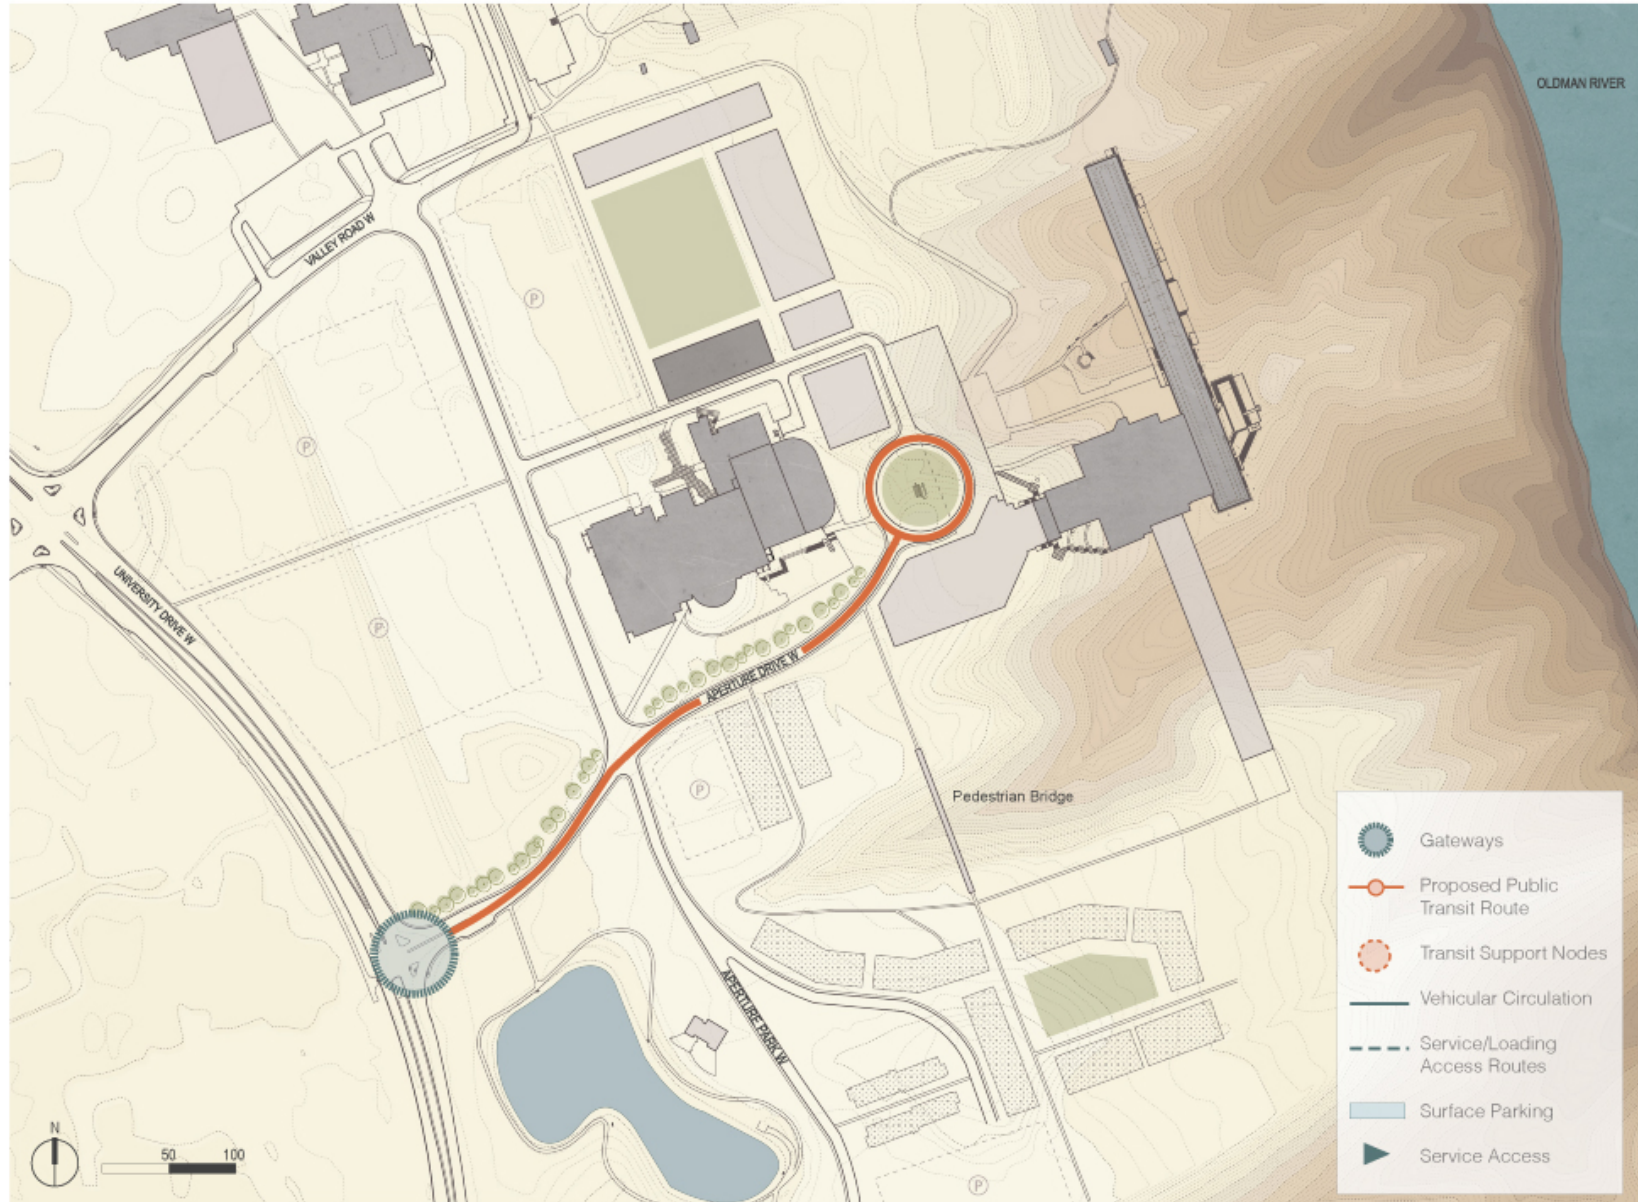 OLDMAN RIVER
VALLEY ROAD W
P
P
P
UNIVERSITY DRIVE W
APERTURE DRIVE W
P
Pedestrian Bridge
APERTURE PARK W
P
N
50 100
Gateways
Proposed Public
Transit Route
Transit Support Nodes
Vehicular Circulation
Service/Loading
Access Routes
Surface Parking
Service Access